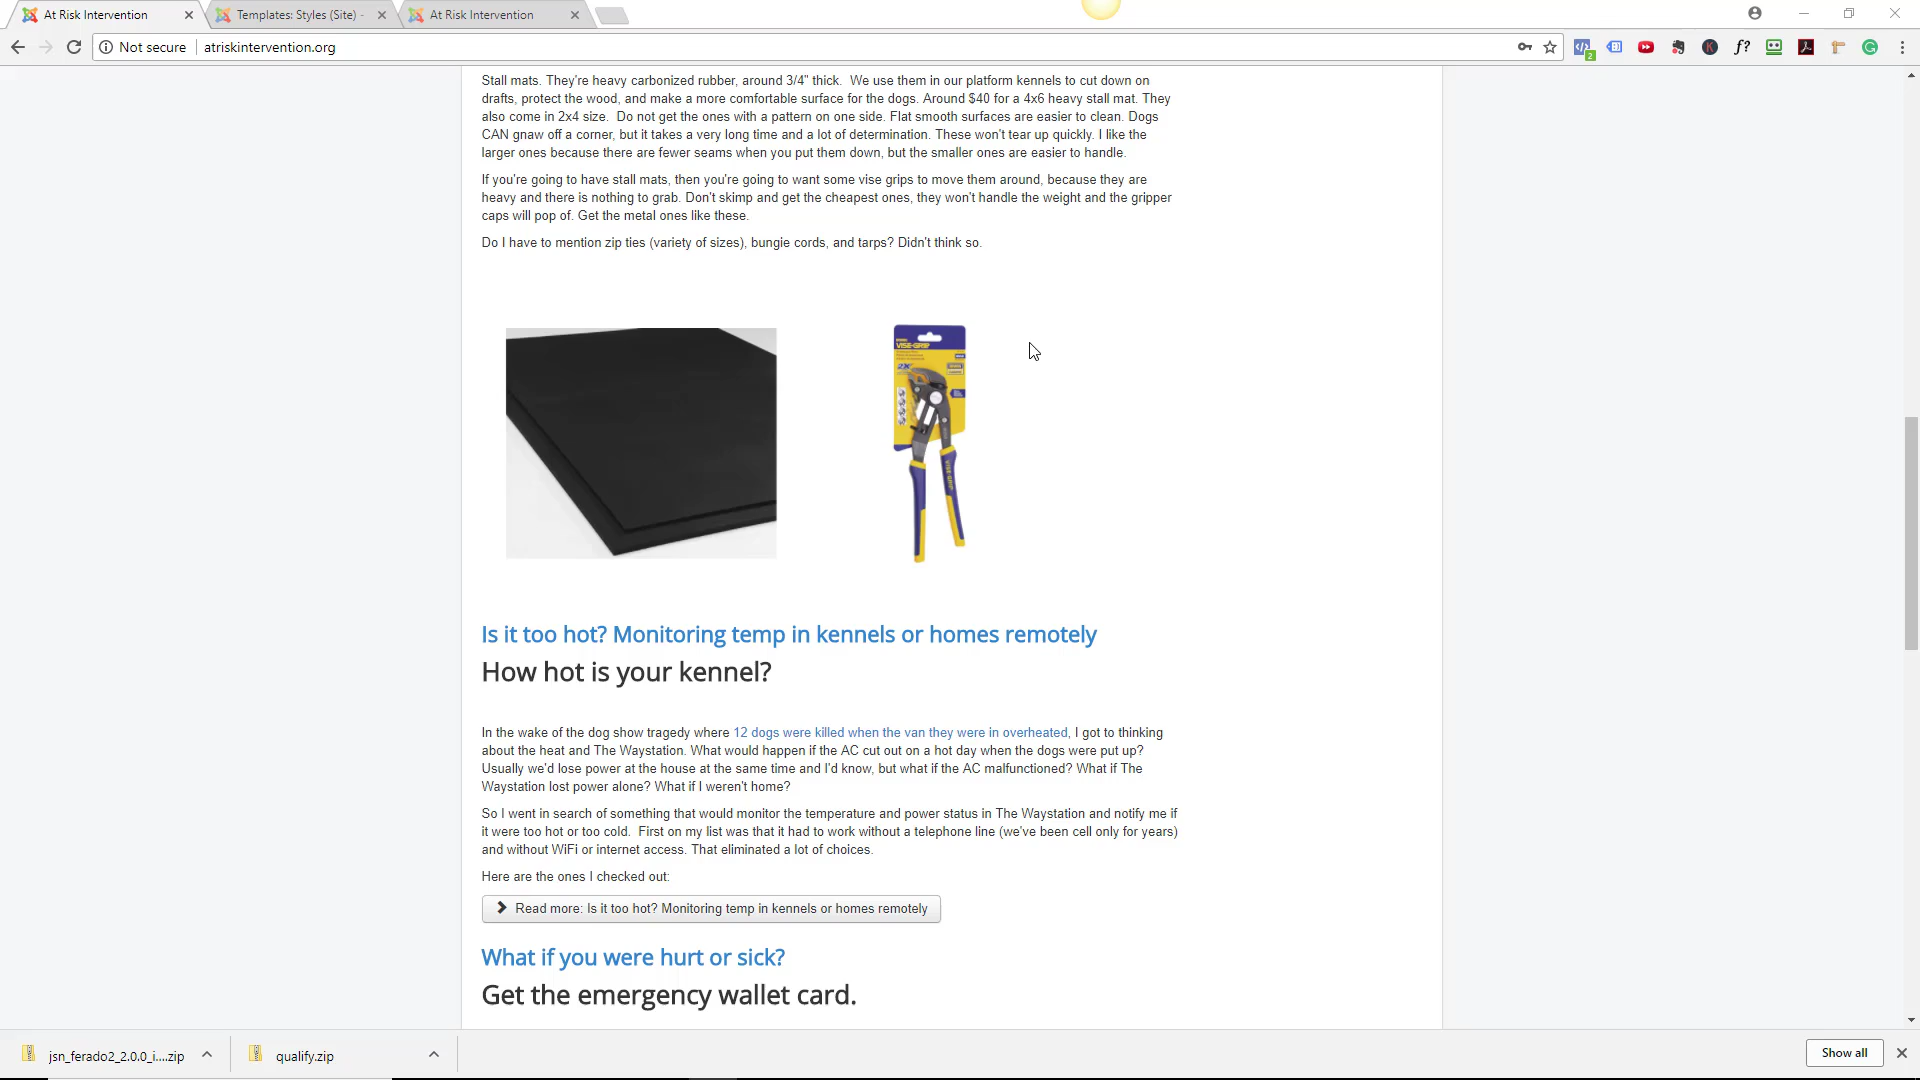 At Risk Intervention
Templates: Styles (Site) -
At Risk Intervention
Not secure
atriskintervention.org
2
f?
Stall mats. They're heavy carbonized rubber, around 3/4” thick.  We use them in our platform kennels to cut down on
drafts, protect the wood, and make a more comfortable surface for the dogs. Around $40 for a 4x6 heavy stall mat. They
also come in 2x4 size.  Do not get the ones with a pattern on one side. Flat smooth surfaces are easier to clean. Dogs
CAN gnaw off a corner, but it takes a very long time and a lot of determination. These won't tear up quickly. I like the
larger ones because there are fewer seams when you put them down, but the smaller ones are easier to handle.
If you're going to have stall mats, then you're going to want some vise grips to move them around, because they are
heavy and there is nothing to grab. Don't skimp and get the cheapest ones, they won't handle the weight and the gripper
caps will pop of. Get the metal ones like these.
Do I have to mention zip ties (variety of sizes), bungie cords, and tarps? Didn't think so.
VISE-GRIP
2X
VISE-GRIP
Is it too hot? Monitoring temp in kennels or homes remotely
How hot is your kennel?
In the wake of the dog show tragedy where 12 dogs were killed when the van they were in overheated, I got to thinking
about the heat and The Waystation. What would happen if the AC cut out on a hot day when the dogs were put up?
Usually we'd lose power at the house at the same time and I'd know, but what if the AC malfunctioned? What if The
Waystation lost power alone? What if I weren't home?
So I went in search of something that would monitor the temperature and power status in The Waystation and notify me if
it were too hot or too cold.  First on my list was that it had to work without a telephone line (we've been cell only for years)
and without WiFi or internet access. That eliminated a lot of choices.
Here are the ones I checked out:
Read more: Is it too hot? Monitoring temp in kennels or homes remotely
What if you were hurt or sick?
Get the emergency wallet card.
jsn_ferado2_2.0.0_i....zip
qualify.zip
Show all